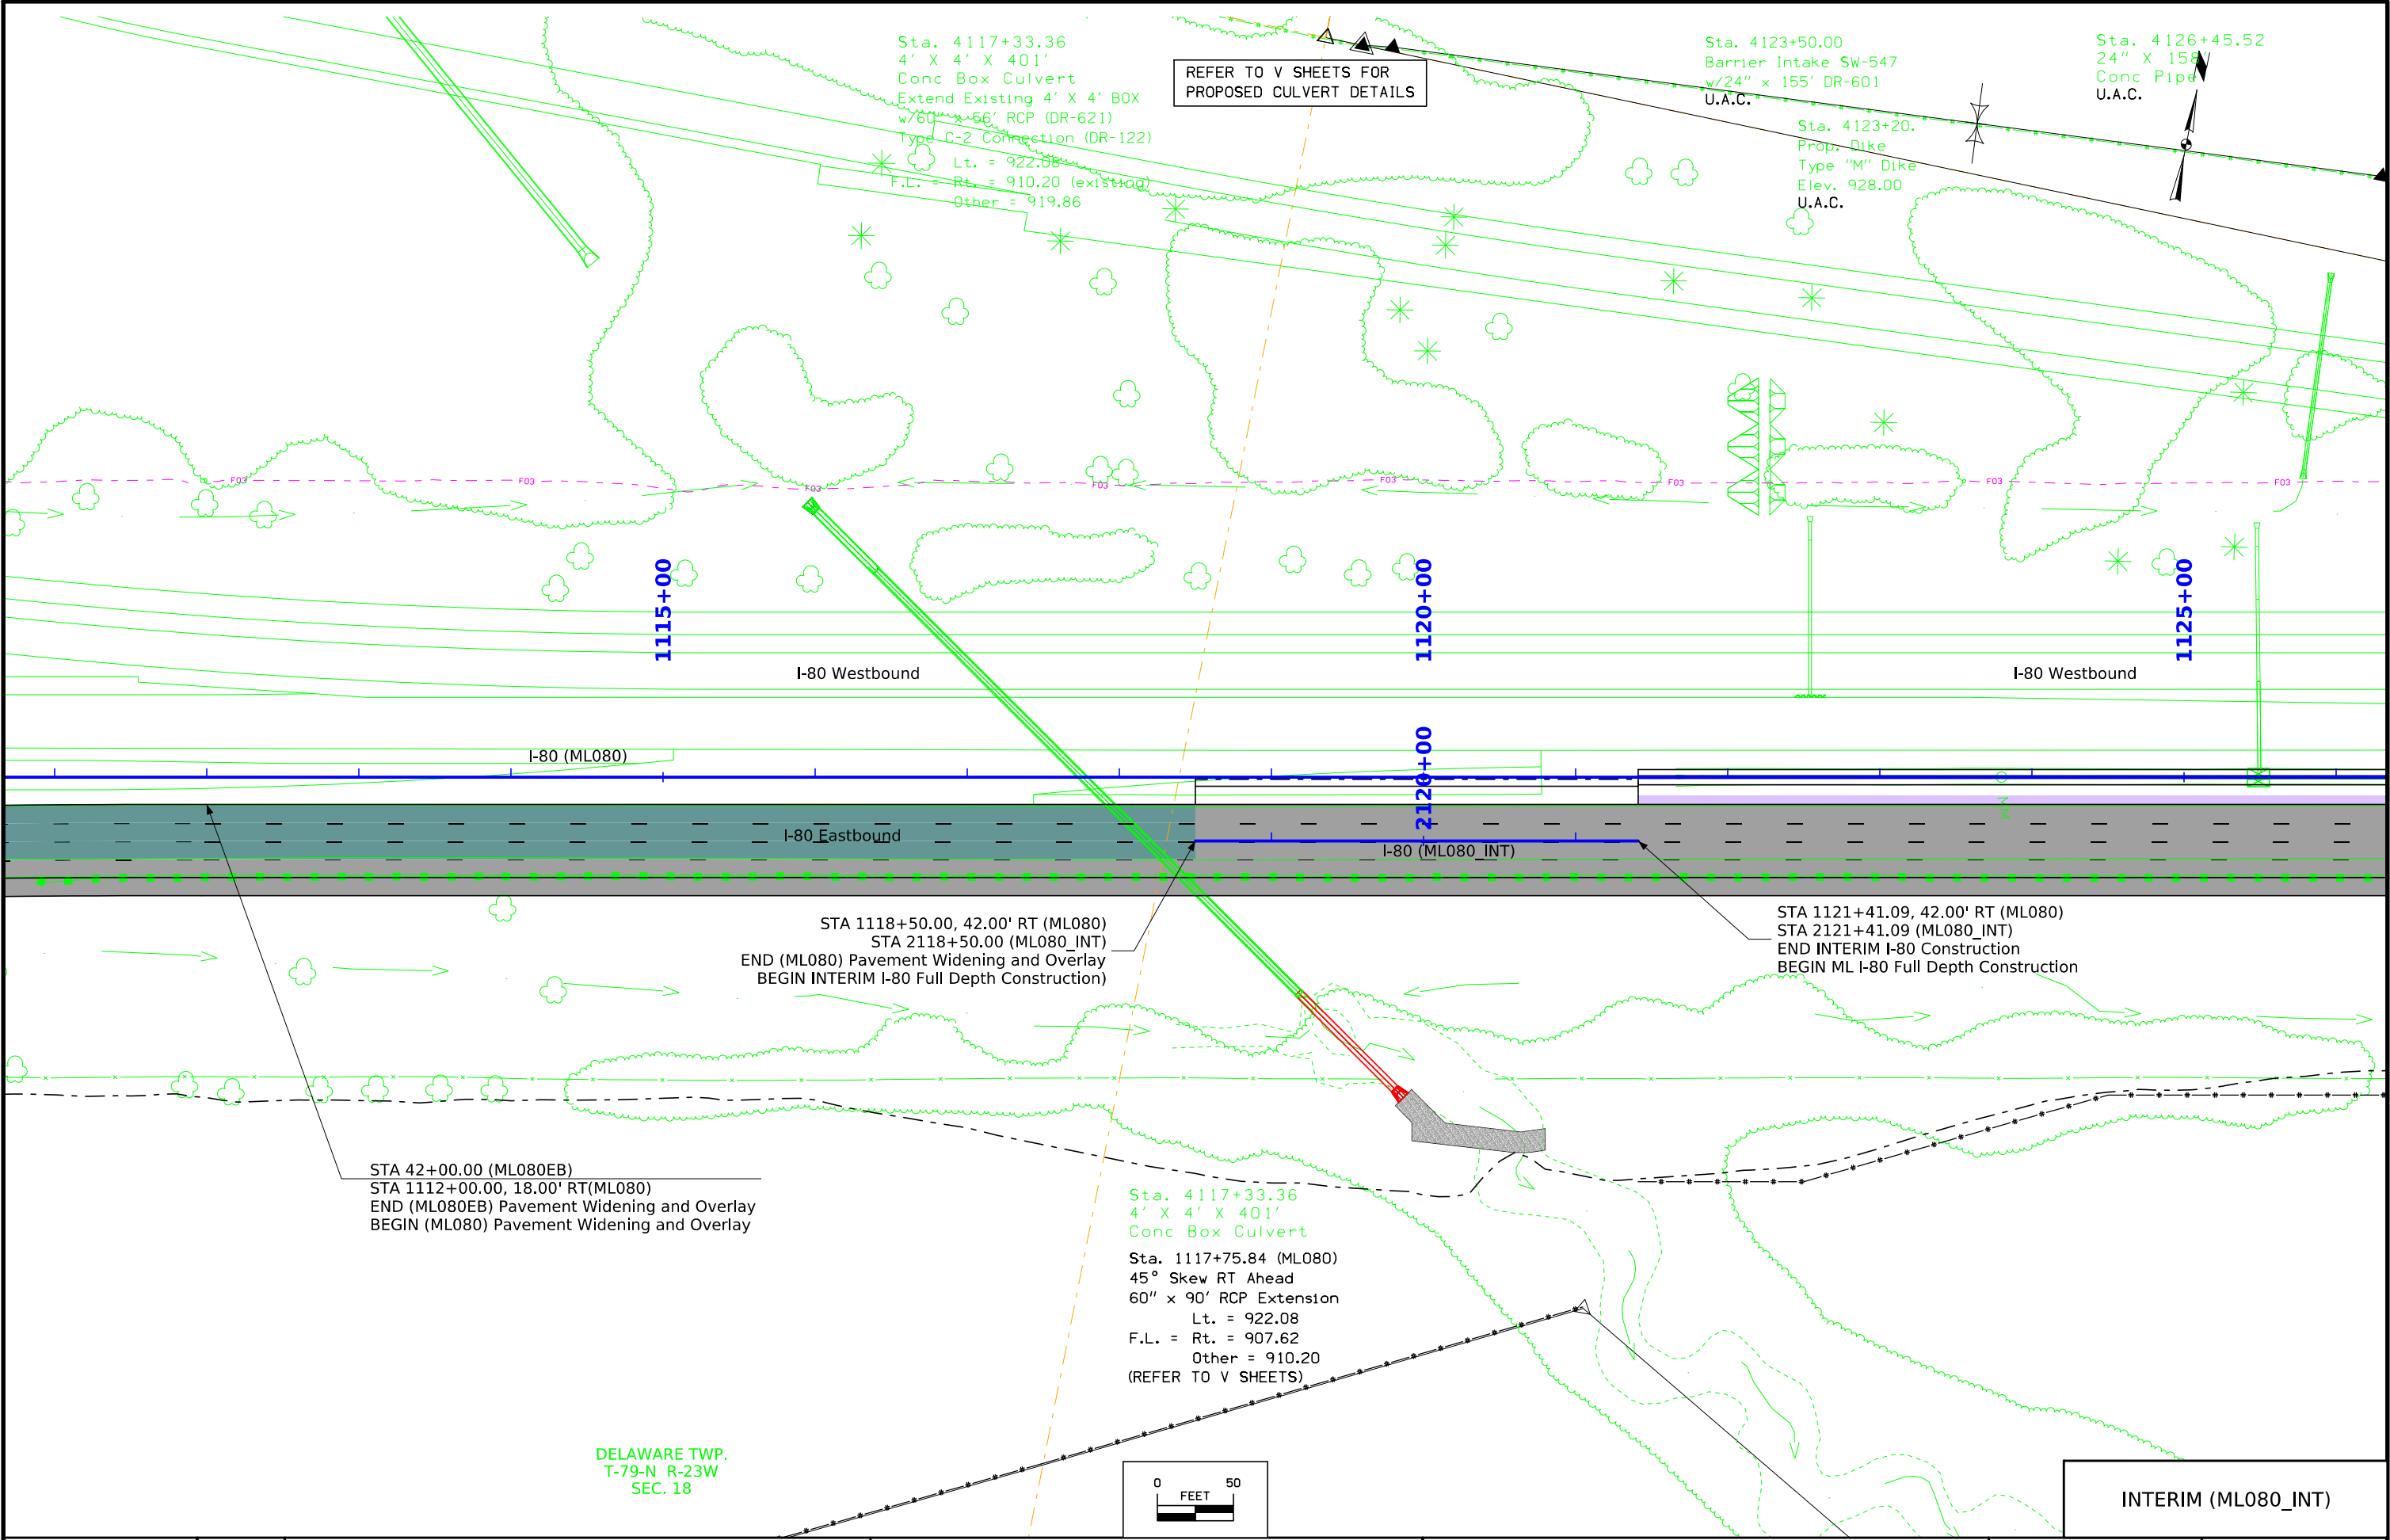 Sta. 4117+33.36
4' X 4' X 401'
Conc Box Culvert
Extend Existing 4' X 4' BOX
w/60" x 56' RCP (DR-621)
Type C-2 Connection (DR-122)
Lt. = 922.08
F.L. = Rt. = 910.20 (existing)
Other = 919.86
REFER TO V SHEETS FOR
PROPOSED CULVERT DETAILS
Sta. 4123+50.00
Barrier Intake SW-547
w/24" x 155' DR-601
U.A.C.
Sta. 4123+20.
Prop. Dike
Type "M" Dike
Elev. 928.00
U.A.C.
Sta. 4126+45.52
24" X 158'
Conc Pipe
U.A.C.
FO3
FO3
FO3
FO3
FO3
FO3
FO3
FO3
1115+00
1120+00
1125+00
I-80 Westbound
I-80 Westbound
I-80 (ML080)
2120+00
I-80 Eastbound
I-80 (ML080_INT)
STA 1118+50.00, 42.00' RT (ML080)
STA 2118+50.00 (ML080_INT)
END (ML080) Pavement Widening and Overlay
BEGIN INTERIM I-80 Full Depth Construction)
STA 1121+41.09, 42.00' RT (ML080)
STA 2121+41.09 (ML080_INT)
END INTERIM I-80 Construction
BEGIN ML I-80 Full Depth Construction
STA 42+00.00 (ML080EB)
STA 1112+00.00, 18.00' RT(ML080)
END (ML080EB) Pavement Widening and Overlay
BEGIN (ML080) Pavement Widening and Overlay
Sta. 4117+33.36
4' X 4' X 401'
Conc Box Culvert
Sta. 1117+75.84 (ML080)
45° Skew RT Ahead
60" x 90' RCP Extension
Lt. = 922.08
F.L. = Rt. = 907.62
Other = 910.20
(REFER TO V SHEETS)
DELAWARE TWP.
T-79-N R-23W
SEC. 18
0 50
FEET
INTERIM (ML080_INT)